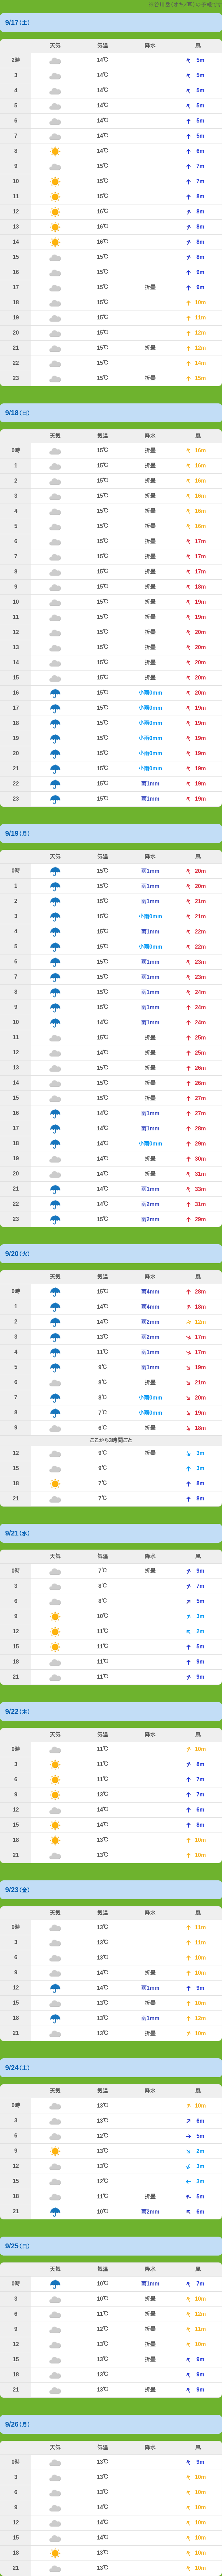 9/17(土)
天気 気温 降水 風
2時 14℃ 5m
3 14℃ 5m
4 14℃ 5m
5 14℃ 5m
6 14℃ 5m
7 14℃ 5m
8 14℃ 6m
9 15℃ 7m
10 15℃ 7m
11 15℃ 8m
12 16℃ 8m
13 16℃ 8m
14 16℃ 8m
15 15℃ 8m
16 15℃ 9m
17 15℃ 折畳 9m
18 15℃ 10m
19 15℃ 11m
20 15℃ 12m
21 15℃ 折畳 12m
22 15℃ 14m
23 15℃ 折畳 15m
9/18(日)
天気 気温 降水 風
0時 15℃ 折畳 16m
1 15℃ 折畳 16m
2 15℃ 折畳 16m
3 15℃ 折畳 16m
4 15℃ 折畳 16m
5 15℃ 折畳 16m
6 15℃ 折畳 17m
7 15℃ 折畳 17m
8 15℃ 折畳 17m
9 15℃ 折畳 18m
10 15℃ 折畳 19m
11 15℃ 折畳 19m
12 15℃ 折畳 20m
13 15℃ 折畳 20m
14 15℃ 折畳 20m
15 15℃ 折畳 20m
16 15℃ 小雨0mm 20m
17 15℃ 小雨0mm 19m
18 15℃ 小雨0mm 19m
19 15℃ 小雨0mm 19m
20 15℃ 小雨0mm 19m
21 15℃ 小雨0mm 19m
22 15℃ 雨1mm 19m
23 15℃ 雨1mm 19m
9/19(月)
天気 気温 降水 風
0時 15℃ 雨1mm 20m
1 15℃ 雨1mm 20m
2 15℃ 雨1mm 21m
3 15℃ 小雨0mm 21m
4 15℃ 雨1mm 22m
5 15℃ 小雨0mm 22m
6 15℃ 雨1mm 23m
7 15℃ 雨1mm 23m
8 15℃ 雨1mm 24m
9 15℃ 雨1mm 24m
10 14℃ 雨1mm 24m
11 15℃ 折畳 25m
12 14℃ 折畳 25m
13 15℃ 折畳 26m
14 15℃ 折畳 26m
15 15℃ 折畳 27m
16 14℃ 雨1mm 27m
17 14℃ 雨1mm 28m
18 14℃ 小雨0mm 29m
19 14℃ 折畳 30m
20 14℃ 折畳 31m
21 14℃ 雨1mm 33m
22 14℃ 雨2mm 31m
23 15℃ 雨2mm 29m
9/20(火)
天気 気温 降水 風
0時 15℃ 雨4mm 28m
1 14℃ 雨4mm 18m
2 14℃ 雨2mm 12m
3 13℃ 雨2mm 17m
4 11℃ 雨1mm 17m
5 9℃ 雨1mm 19m
6 8℃ 折畳 21m
7 8℃ 小雨0mm 20m
8 7℃ 小雨0mm 19m
9 6℃ 折畳 18m
ここから3時間ごと
12 9℃ 折畳 3m
15 9℃ 3m
18 7℃ 8m
21 7℃ 8m
9/21(水)
天気 気温 降水 風
0時 7℃ 折畳 9m
3 8℃ 7m
6 8℃ 5m
9 10℃ 3m
12 11℃ 2m
15 11℃ 5m
18 11℃ 9m
21 11℃ 9m
9/22(木)
天気 気温 降水 風
0時 11℃ 10m
3 11℃ 8m
6 11℃ 7m
9 13℃ 7m
12 14℃ 6m
15 14℃ 8m
18 13℃ 10m
21 13℃ 10m
9/23(金)
天気 気温 降水 風
0時 13℃ 11m
3 13℃ 11m
6 13℃ 10m
9 14℃ 折畳 10m
12 14℃ 雨1mm 9m
15 13℃ 折畳 10m
18 13℃ 雨1mm 12m
21 13℃ 折畳 10m
9/24(土)
天気 気温 降水 風
0時 13℃ 10m
3 13℃ 6m
6 12℃ 5m
9 13℃ 2m
12 13℃ 3m
15 12℃ 3m
18 11℃ 折畳 5m
21 10℃ 雨2mm 6m
9/25(日)
天気 気温 降水 風
0時 10℃ 雨1mm 7m
3 10℃ 折畳 10m
6 11℃ 折畳 12m
9 12℃ 折畳 11m
12 13℃ 折畳 10m
15 13℃ 折畳 9m
18 13℃ 折畳 9m
21 13℃ 折畳 9m
9/26(月)
天気 気温 降水 風
0時 13℃ 9m
3 13℃ 10m
6 13℃ 10m
9 14℃ 10m
12 14℃ 10m
15 14℃ 10m
18 13℃ 10m
21 13℃ 10m